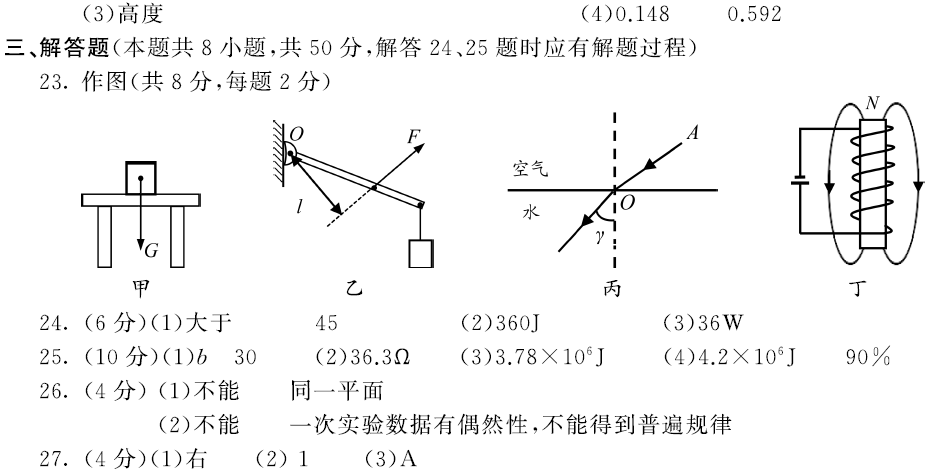 (3)高度 (4)0.148 0.592
三、解答题(本题共8小题,共50分,解答24、25题时应有解题过程)
23. 作图(共8分,每题2分)
G
甲
O
F
l
乙
A
空气
水
O
γ
丙
N
丁
24. (6分)(1)大于 45 (2)360J (3)36W
25. (10分)(1)b 30 (2)36.3Ω (3)3.78×10⁶J (4)4.2×10⁶J 90%
26. (4分) (1)不能 同一平面
(2)不能 一次实验数据有偶然性,不能得到普遍规律
27. (4分)(1)右 (2) 1 (3)A